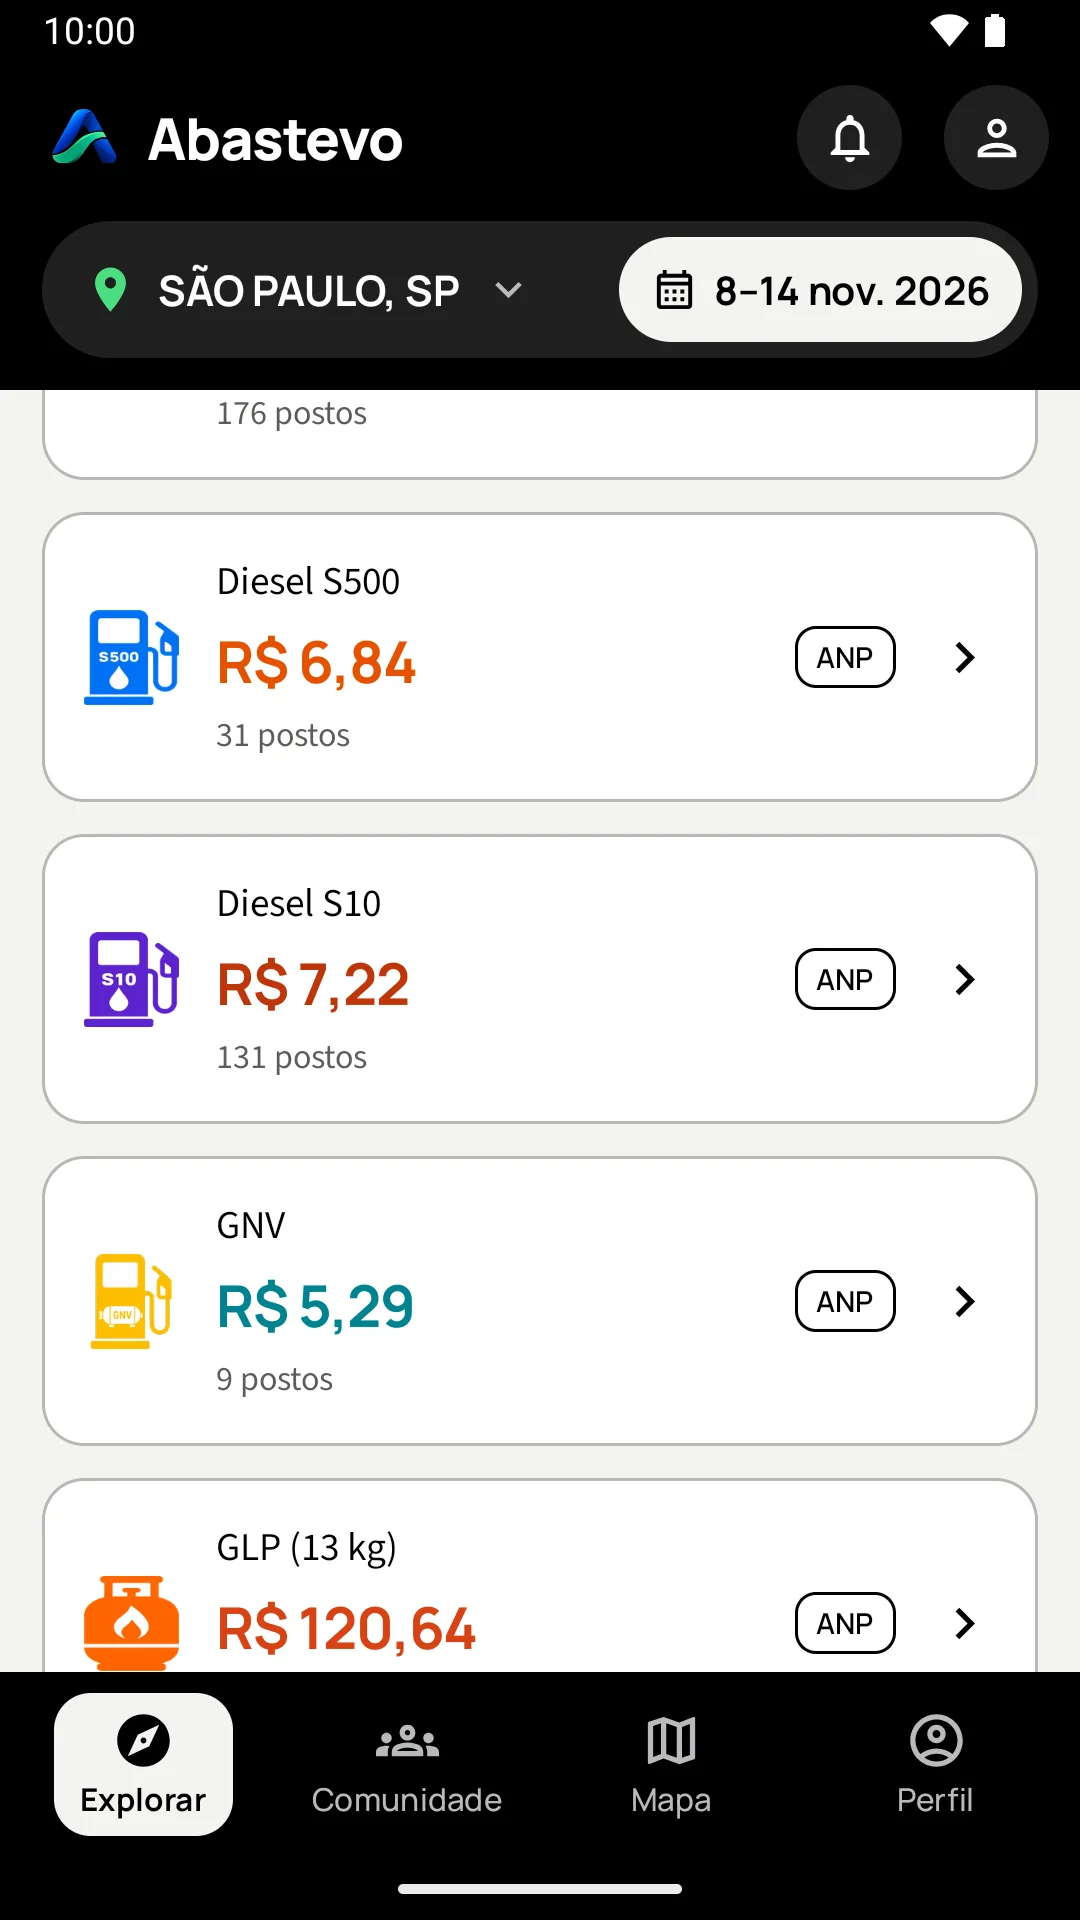 10:00
Abastevo
SÃO PAULO, SP
8–14 nov. 2026
176 postos
Diesel S500
S500
R$ 6,84
ANP
31 postos
Diesel S10
S10
R$ 7,22
ANP
131 postos
GNV
GNV
R$ 5,29
ANP
9 postos
GLP (13 kg)
R$ 120,64
ANP
Explorar
Comunidade
Mapa
Perfil